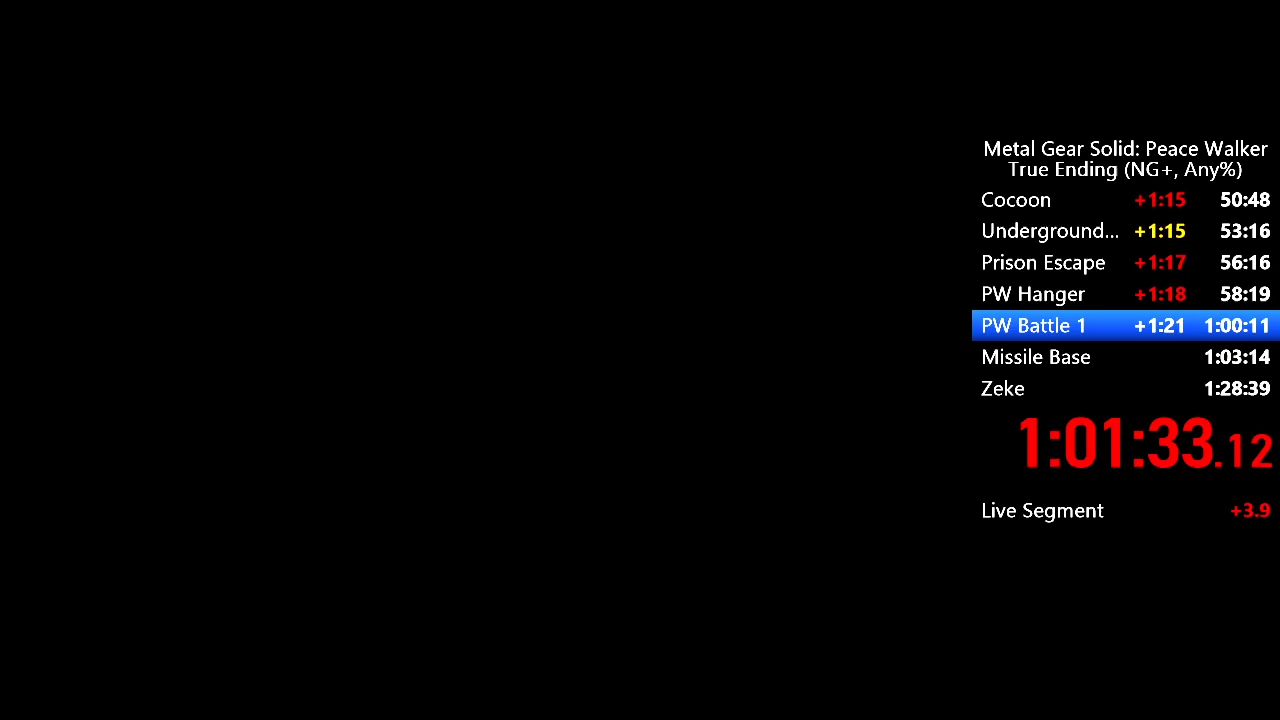 Metal Gear Solid: Peace Walker
True Ending (NG+, Any%)
Cocoon +1:15 50:48
Underground... +1:15 53:16
Prison Escape +1:17 56:16
PW Hanger +1:18 58:19
PW Battle 1 +1:21 1:00:11
Missile Base 1:03:14
Zeke 1:28:39
1:01:33.12
Live Segment +3.9